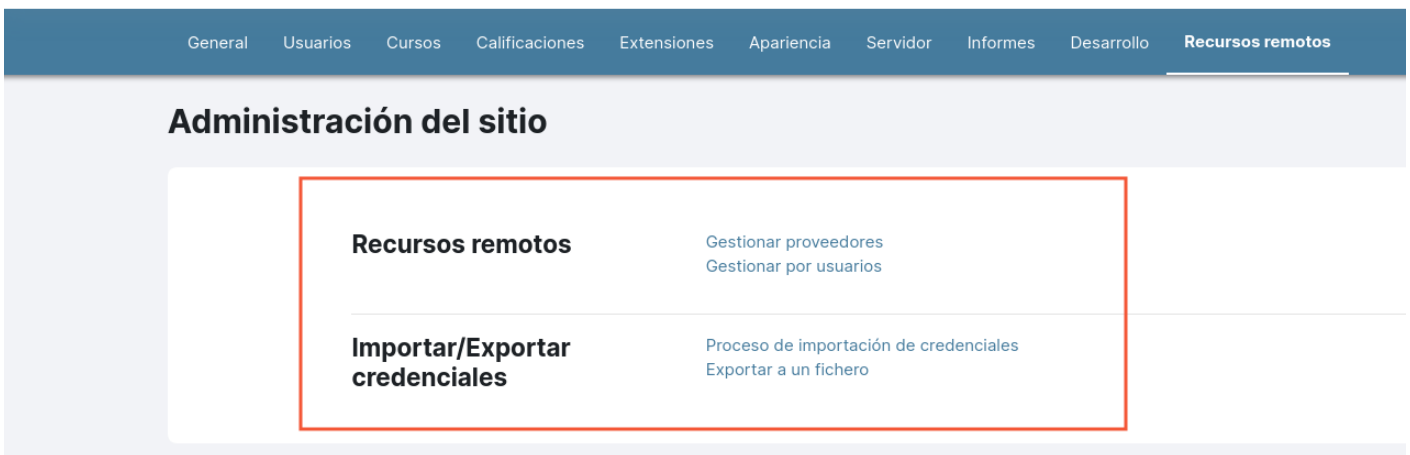 General Usuarios Cursos Calificaciones Extensiones Apariencia Servidor Informes Desarrollo Recursos remotos
Administración del sitio
Recursos remotos
Gestionar proveedores
Gestionar por usuarios
Importar/Exportar
credenciales
Proceso de importación de credenciales
Exportar a un fichero